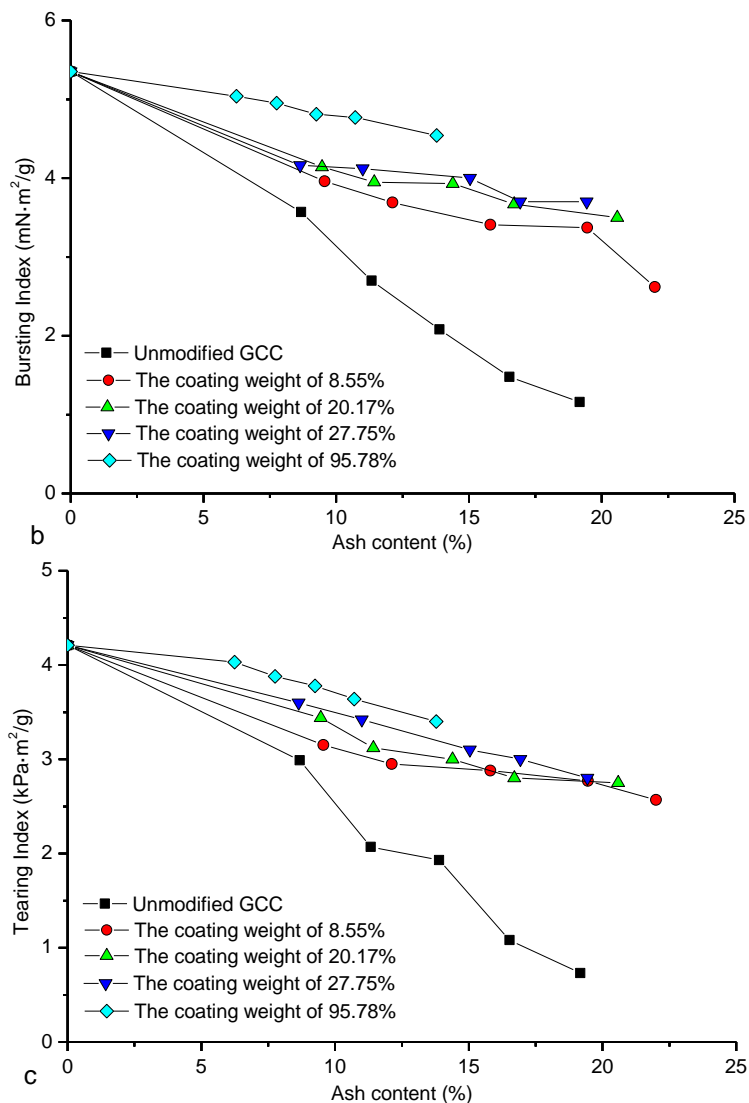 6
4
2
0
Bursting Index (mN·m²/g)
Unmodified GCC
The coating weight of 8.55%
The coating weight of 20.17%
The coating weight of 27.75%
The coating weight of 95.78%
0 5 10 15 20 25
b
Ash content (%)
5
4
3
2
1
0
Tearing Index (kPa·m²/g)
Unmodified GCC
The coating weight of 8.55%
The coating weight of 20.17%
The coating weight of 27.75%
The coating weight of 95.78%
0 5 10 15 20 25
c
Ash content (%)